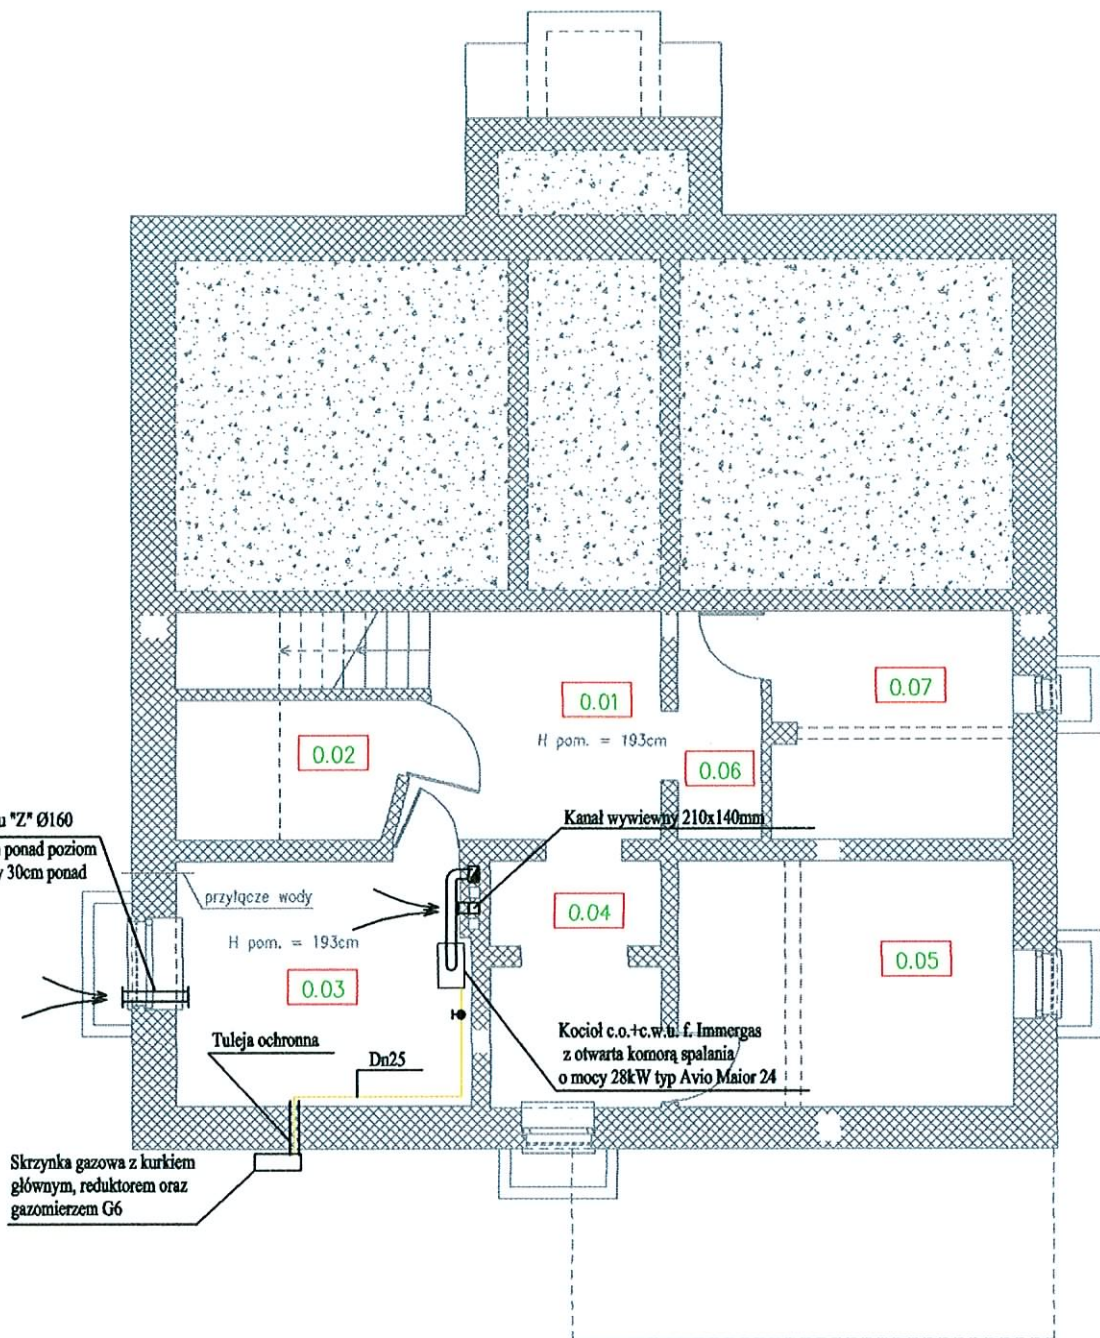 0.01
H pom. = 193cm
0.07
0.02
0.06
u "Z" Ø160
ponad poziom
y 30cm ponad
Kanał wywiewny 210x140mm
przyłącze wody
0.04
H pom. = 193cm
0.03
0.05
Tuleja ochronna
Dn25
Kocioł c.o.+c.w.u. f. Immergas
z otwarta komorą spalania
o mocy 28kW typ Avio Maior 24
Skrzynka gazowa z kurkiem
głównym, reduktorem oraz
gazomierzem G6